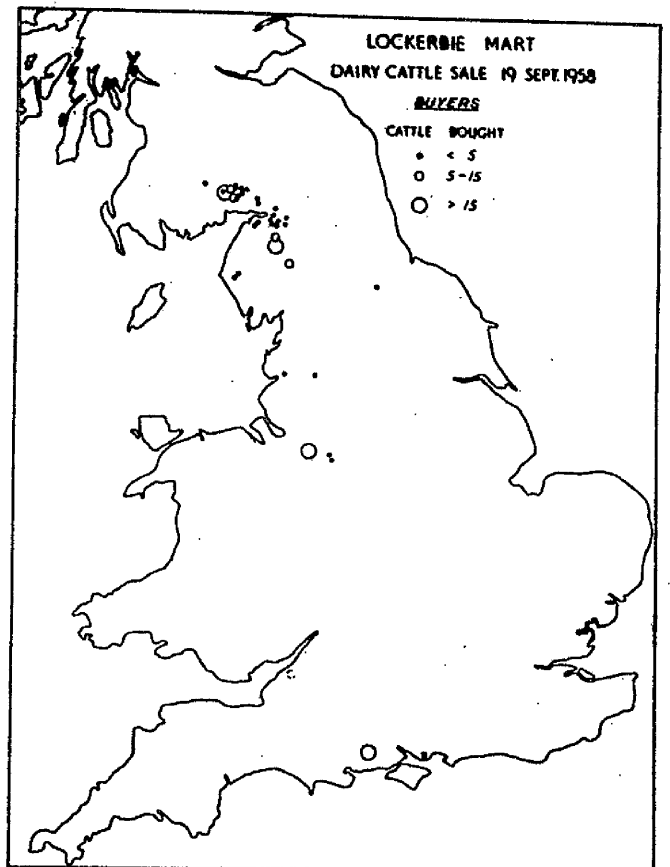 LOCKERBIE MART
DAIRY CATTLE SALE 19 SEPT. 1958
BUYERS
CATTLE BOUGHT
< 5
5-15
> 15